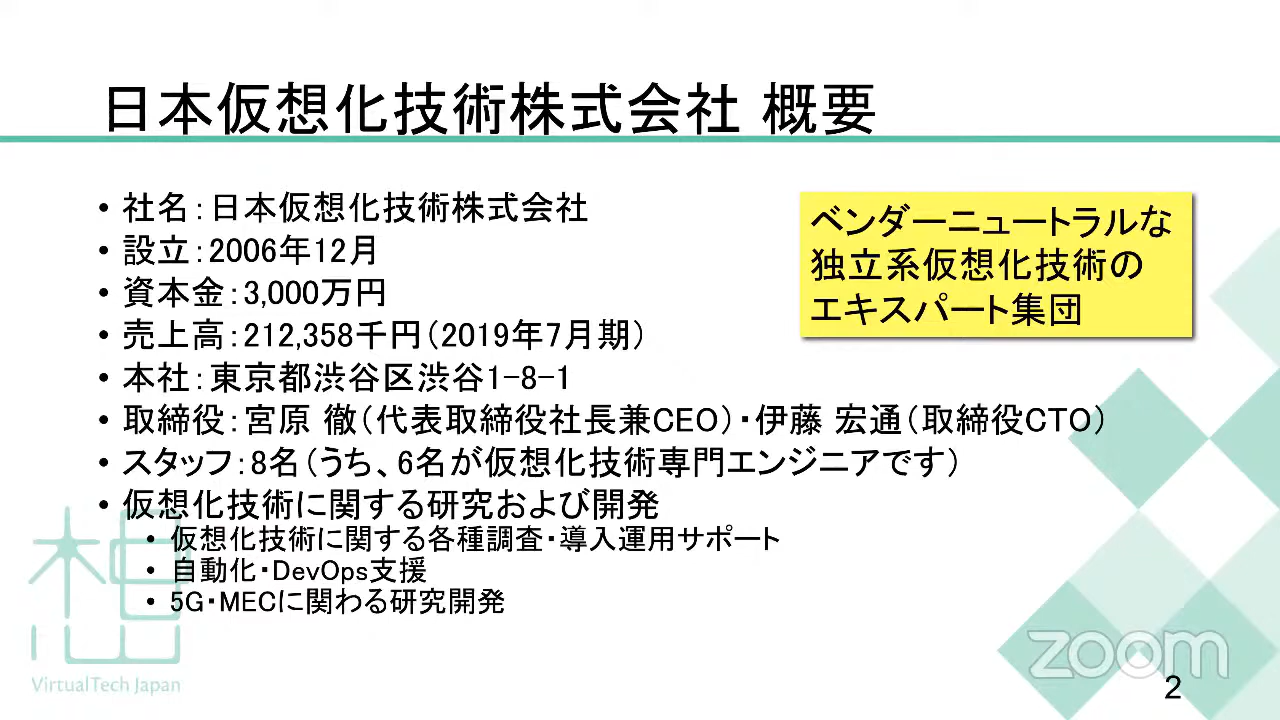 日本仮想化技術株式会社 概要
• 社名：日本仮想化技術株式会社
• 設立：2006年12月
• 資本金：3,000万円
• 売上高：212,358千円（2019年7月期）
• 本社：東京都渋谷区渋谷1-8-1
• 取締役：宮原 徹（代表取締役社長兼CEO）・伊藤 宏通（取締役CTO）
• スタッフ：8名（うち、6名が仮想化技術専門エンジニアです）
• 仮想化技術に関する研究および開発
• 仮想化技術に関する各種調査・導入運用サポート
• 自動化・DevOps支援
• 5G・MECに関わる研究開発
ベンダーニュートラルな
独立系仮想化技術の
エキスパート集団
想
VirtualTech Japan
zoom
2